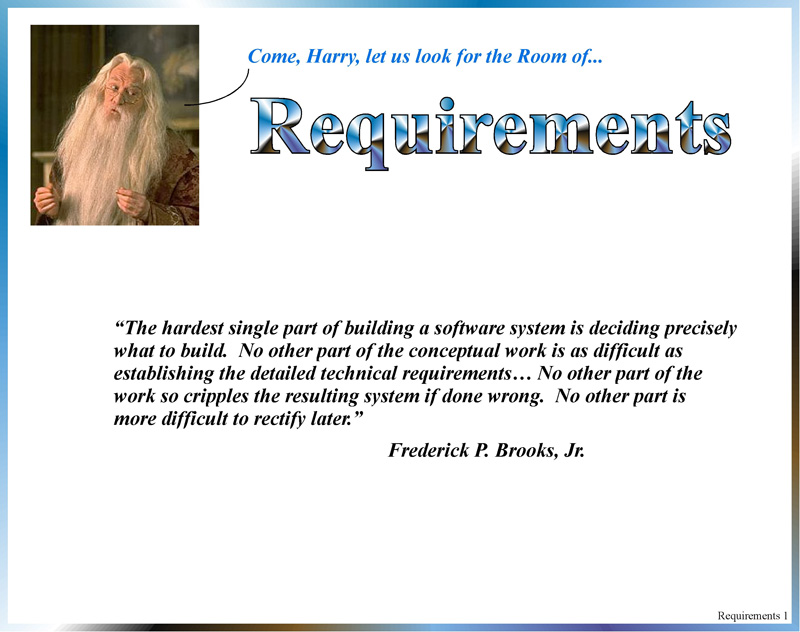 Come, Harry, let us look for the Room of...
Requirements
“The hardest single part of building a software system is deciding precisely
what to build.  No other part of the conceptual work is as difficult as
establishing the detailed technical requirements… No other part of the
work so cripples the resulting system if done wrong.  No other part is
more difficult to rectify later.”
Frederick P. Brooks, Jr.
Requirements 1